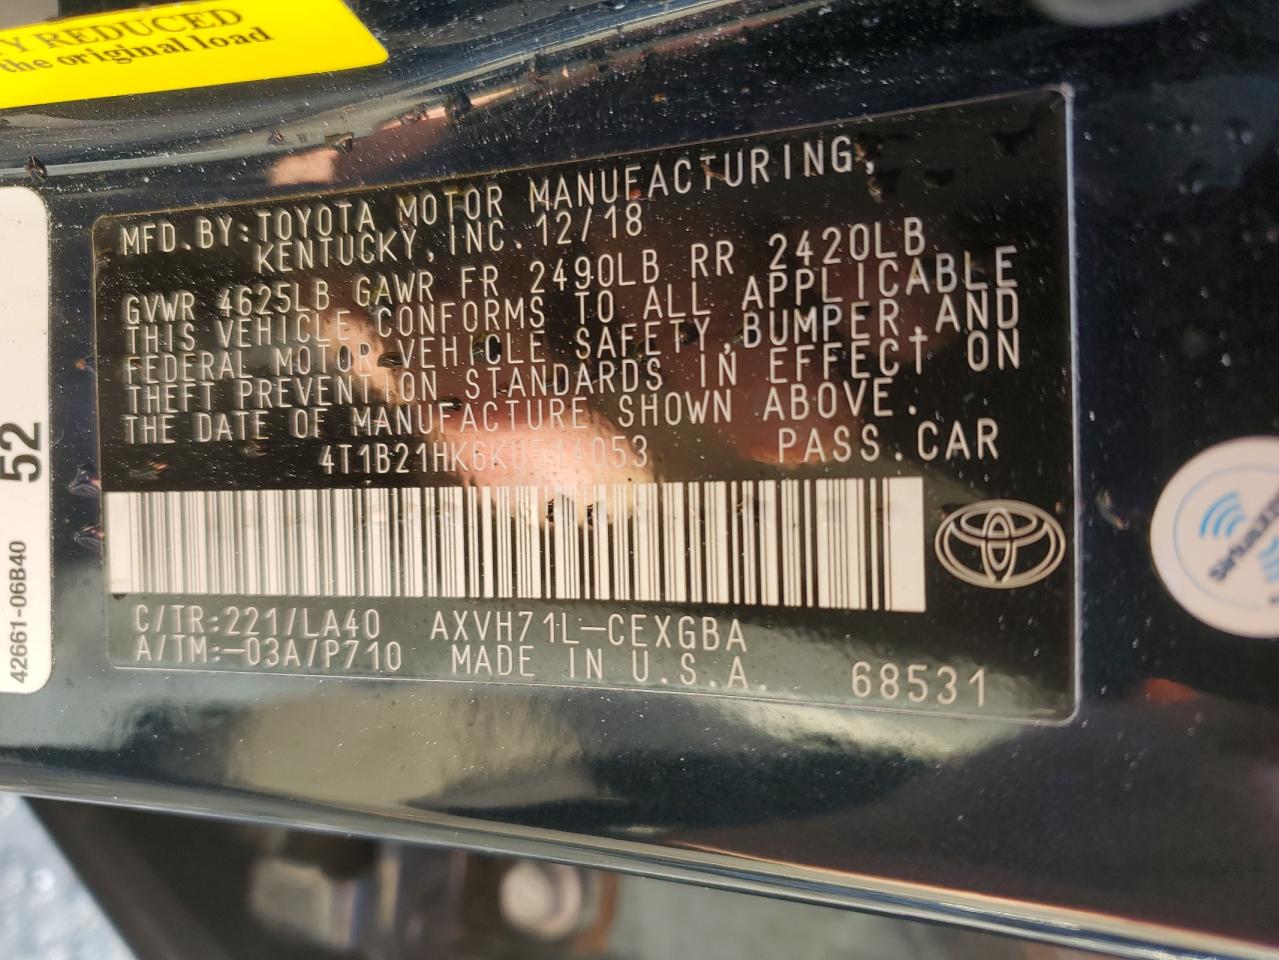 Y REDUCED
the original load
MFD.BY:TOYOTA MOTOR MANUFACTURING,
KENTUCKY, INC. 12/18
GVWR 4625LB GAWR FR 2490LB RR 2420LB
THIS VEHICLE CONFORMS TO ALL APPLICABLE
FEDERAL MOTOR VEHICLE SAFETY,BUMPER,AND
THEFT PREVENTION STANDARDS IN EFFECT ON
THE DATE OF MANUFACTURE SHOWN ABOVE.
4T1B21HK6KU514053 PASS.CAR
C/TR:221/LA40 AXVH71L-CEXGBA
A/TM:-03A/P710 MADE IN U.S.A. 68531
52
42661-06B40